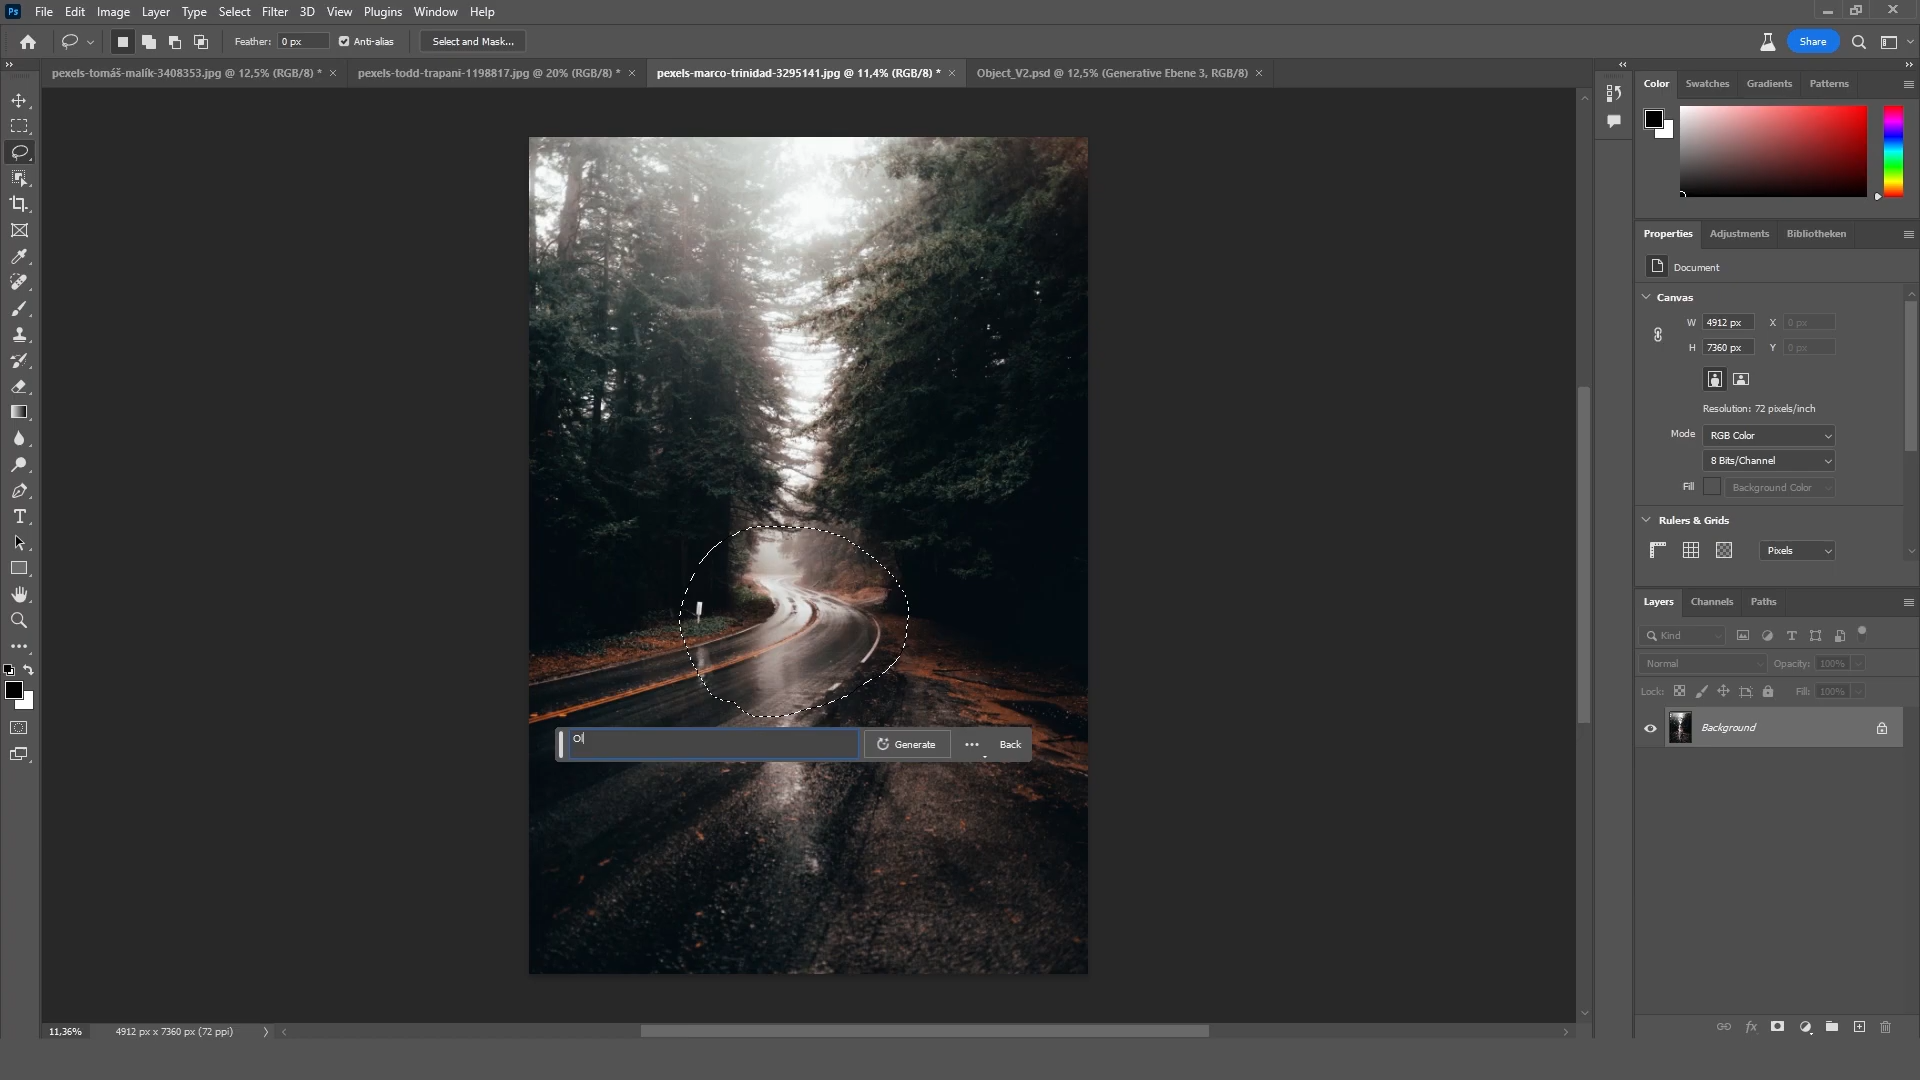 Ps File Edit Image Layer Type Select Filter 3D View Plugins Window Help
Feather: 0 px Anti-alias Select and Mask... Share
pexels-tomáš-malík-3408353.jpg @ 12,5% (RGB/8) * pexels-todd-trapani-1198817.jpg @ 20% (RGB/8) * pexels-marco-trinidad-3295141.jpg @ 11,4% (RGB/8) * Object_V2.psd @ 12,5% (Generative Ebene 3, RGB/8)
Color Swatches Gradients Patterns
Properties Adjustments Bibliotheken
Document
Canvas
W 4912 px X 0 px
H 7360 px Y 0 px
Resolution: 72 pixels/inch
Mode RGB Color
8 Bits/Channel
Fill Background Color
Rulers & Grids
Pixels
Layers Channels Paths
Kind
Normal Opacity: 100%
Lock: Fill: 100%
Background
Ol Generate Back
11,36% 4912 px x 7360 px (72 ppi)